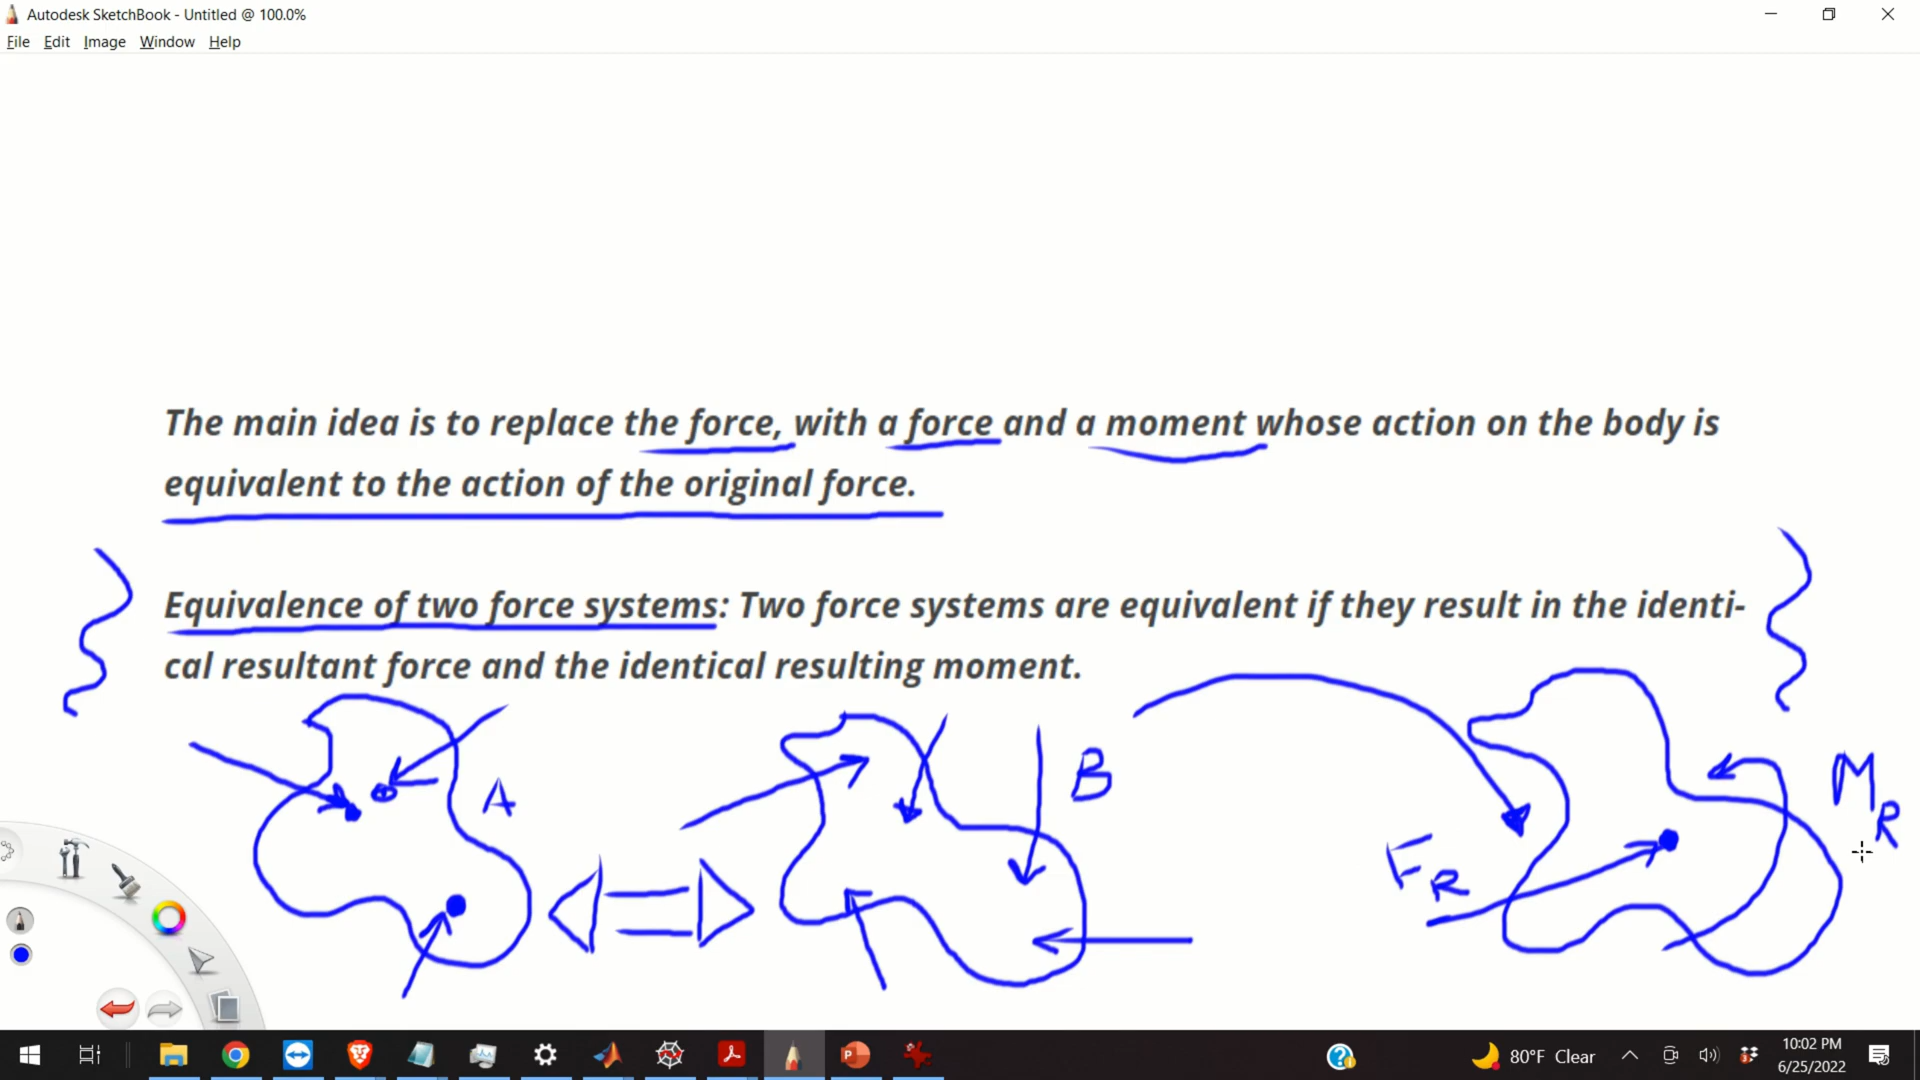 Autodesk SketchBook - Untitled @ 100.0%
File Edit Image Window Help
The main idea is to replace the force, with a force and a moment whose action on the body is
equivalent to the action of the original force.
Equivalence of two force systems: Two force systems are equivalent if they result in the identi-
cal resultant force and the identical resulting moment.
A
B
M R
F R
80°F Clear
10:02 PM
6/25/2022